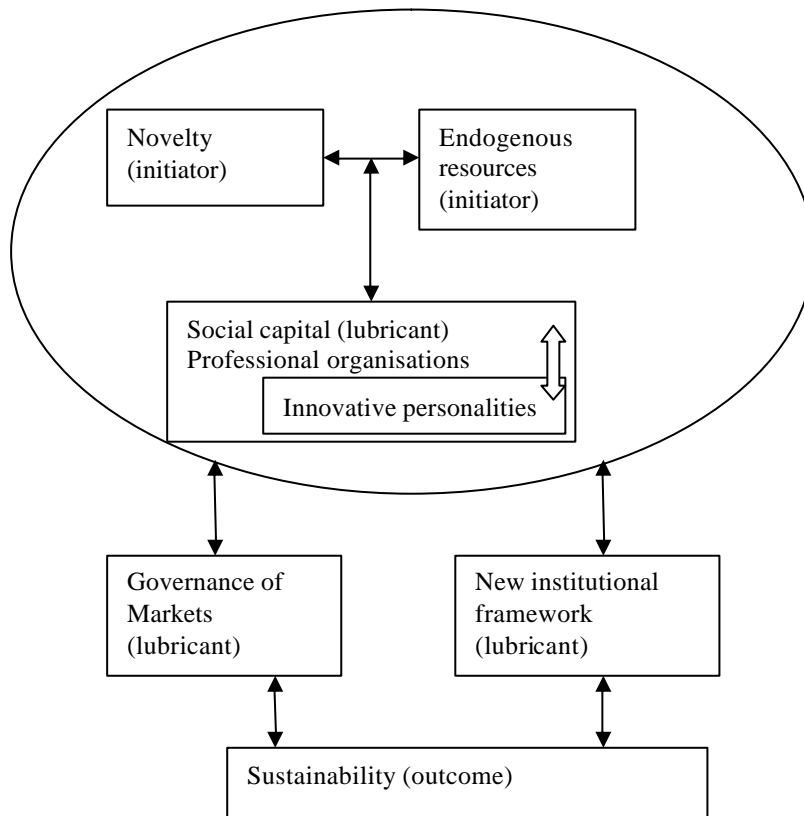 Novelty
(initiator)
Endogenous
resources
(initiator)
Social capital (lubricant)
Professional organisations
Innovative personalities
Governance of
Markets
(lubricant)
New institutional
framework
(lubricant)
Sustainability (outcome)